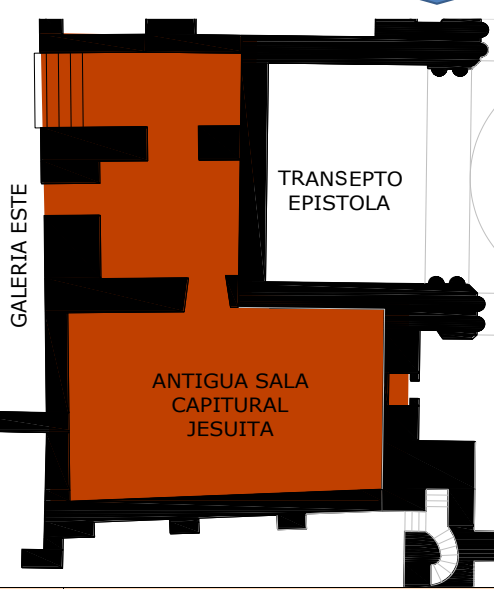 GALERIA ESTE
TRANSEPTO
EPISTOLA
ANTIGUA SALA
CAPITURAL
JESUITA